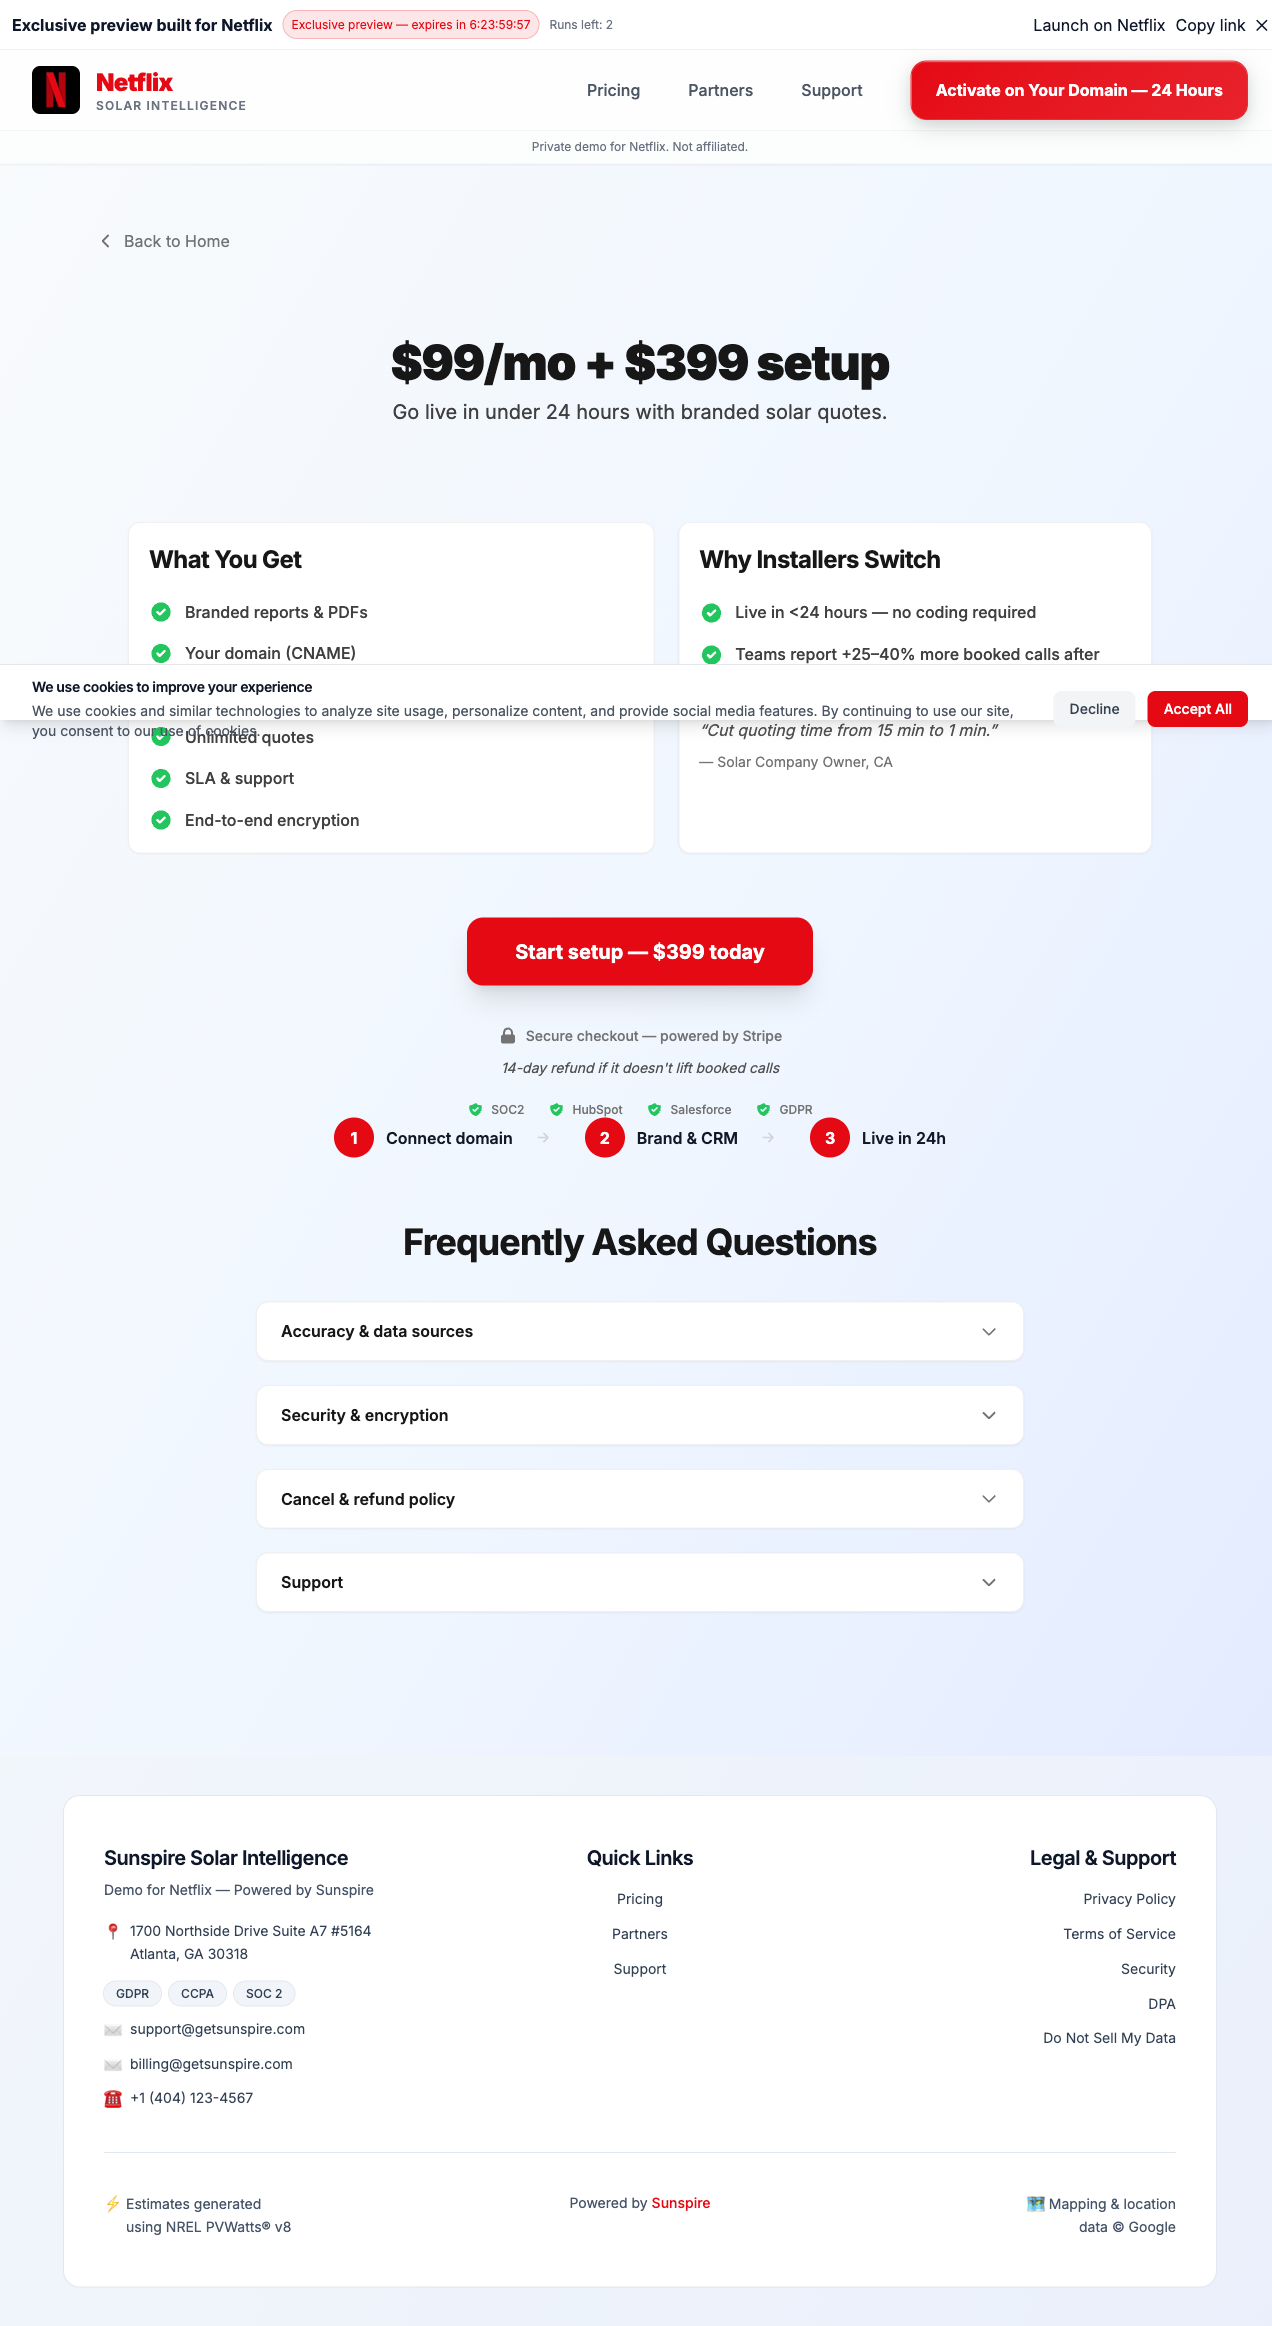 Exclusive preview built for Netflix
Exclusive preview — expires in 6:23:59:57
Runs left: 2
Launch on Netflix
Copy link
Netflix
SOLAR INTELLIGENCE
Pricing
Partners
Support
Activate on Your Domain — 24 Hours
Private demo for Netflix. Not affiliated.
Back to Home
$99/mo + $399 setup
Go live in under 24 hours with branded solar quotes.
What You Get
Branded reports & PDFs
Your domain (CNAME)
Unlimited quotes
SLA & support
End-to-end encryption
Why Installers Switch
Live in <24 hours — no coding required
Teams report +25–40% more booked calls after
“Cut quoting time from 15 min to 1 min.”
— Solar Company Owner, CA
We use cookies to improve your experience
We use cookies and similar technologies to analyze site usage, personalize content, and provide social media features. By continuing to use our site,
you consent to our use of cookies.
Decline
Accept All
Start setup — $399 today
Secure checkout — powered by Stripe
14-day refund if it doesn't lift booked calls
SOC2
HubSpot
Salesforce
GDPR
1 Connect domain
2 Brand & CRM
3 Live in 24h
Frequently Asked Questions
Accuracy & data sources
Security & encryption
Cancel & refund policy
Support
Sunspire Solar Intelligence
Demo for Netflix — Powered by Sunspire
1700 Northside Drive Suite A7 #5164
Atlanta, GA 30318
GDPR
CCPA
SOC 2
support@getsunspire.com
billing@getsunspire.com
+1 (404) 123-4567
Quick Links
Pricing
Partners
Support
Legal & Support
Privacy Policy
Terms of Service
Security
DPA
Do Not Sell My Data
Estimates generated
using NREL PVWatts® v8
Powered by Sunspire
Mapping & location
data © Google